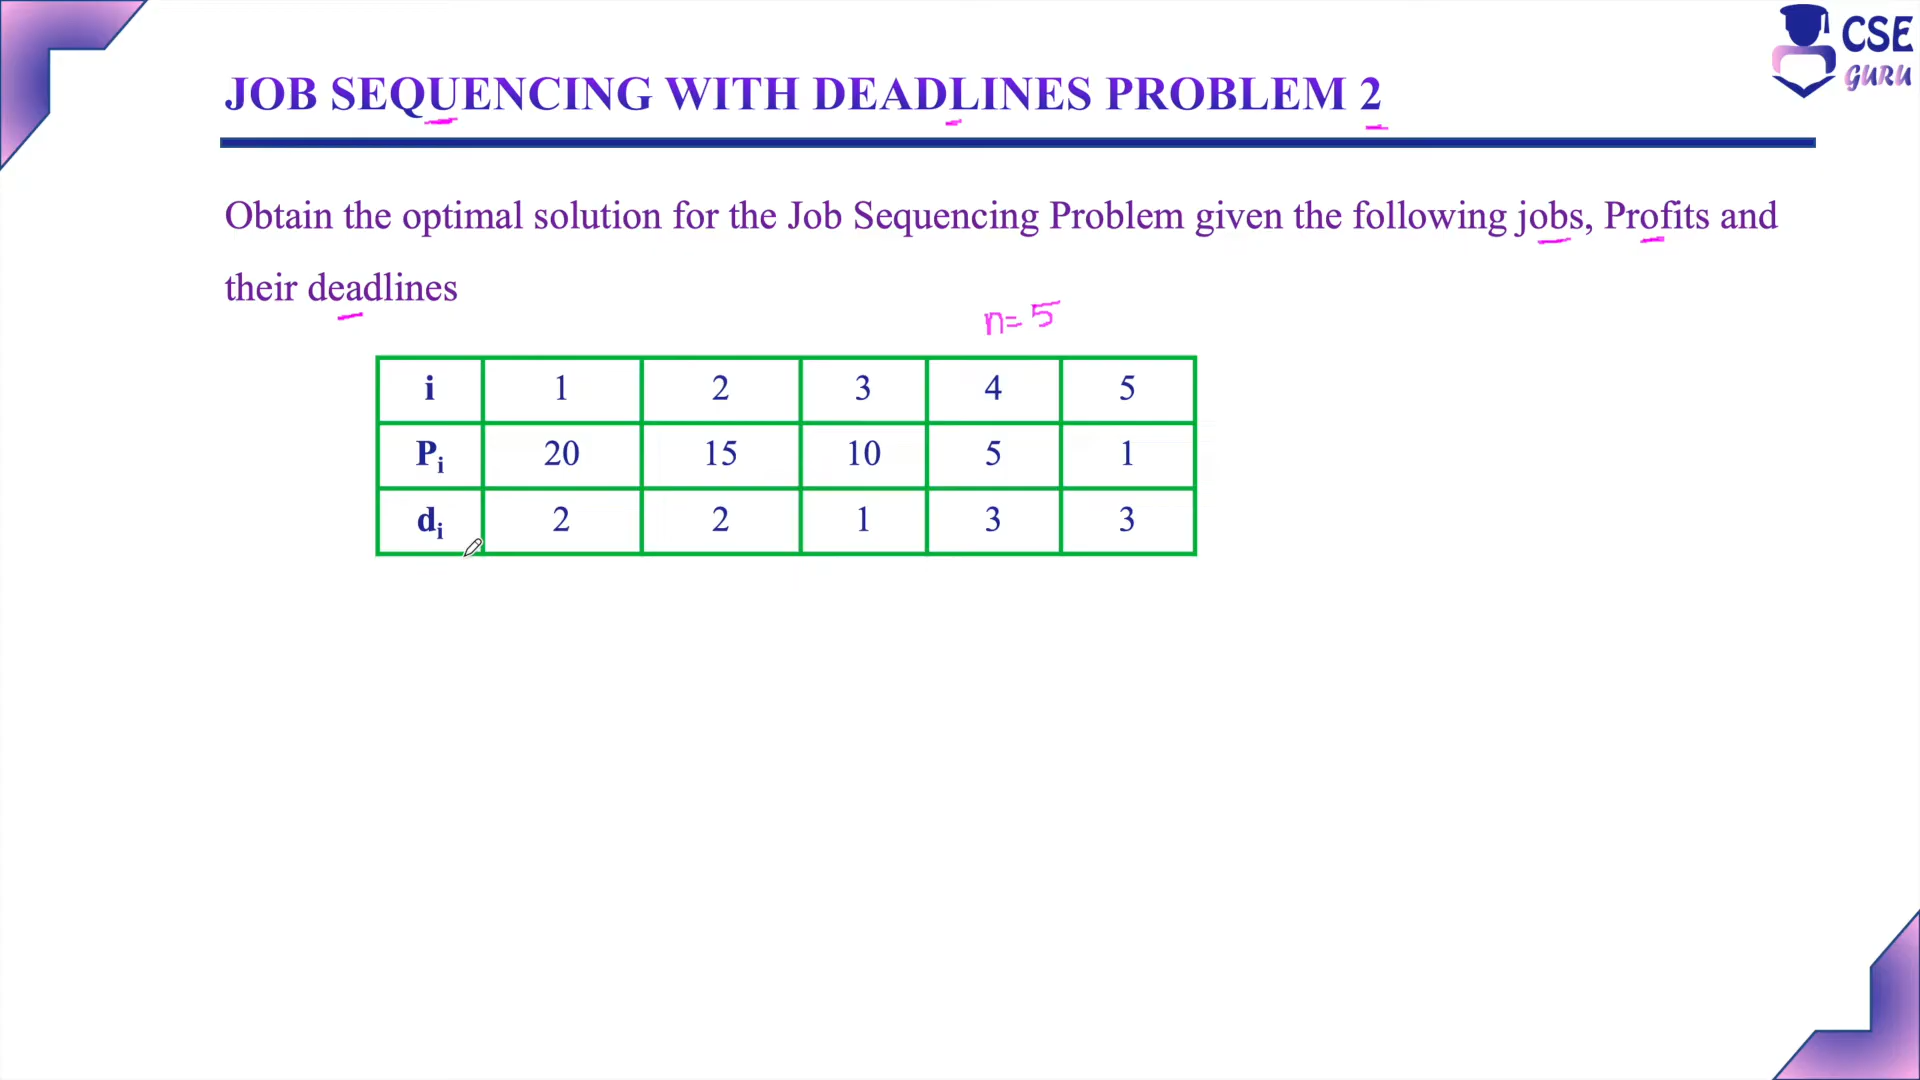 CSE
GURU
JOB SEQUENCING WITH DEADLINES PROBLEM 2
Obtain the optimal solution for the Job Sequencing Problem given the following jobs, Profits and
their deadlines
n= 5
i 1 2 3 4 5
Pi 20 15 10 5 1
di 2 2 1 3 3